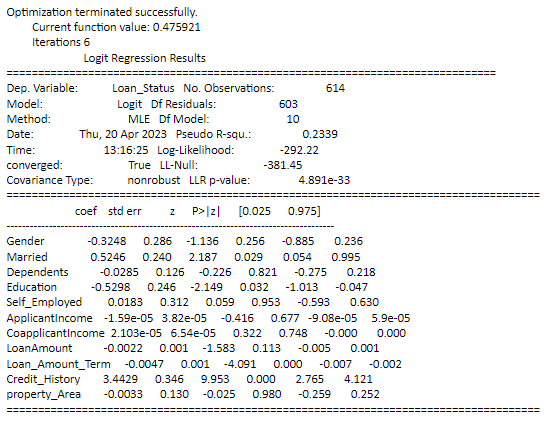 Optimization terminated successfully.
Current function value: 0.475921
Iterations 6
Logit Regression Results
==============================================================================
Dep. Variable: Loan_Status No. Observations: 614
Model: Logit Df Residuals: 603
Method: MLE Df Model: 10
Date: Thu, 20 Apr 2023 Pseudo R-squ.: 0.2339
Time: 13:16:25 Log-Likelihood: -292.22
converged: True LL-Null: -381.45
Covariance Type: nonrobust LLR p-value: 4.891e-33
=====================================================================================
coef std err z P>|z| [0.025 0.975]
-------------------------------------------------------------------------------------
Gender -0.3248 0.286 -1.136 0.256 -0.885 0.236
Married 0.5246 0.240 2.187 0.029 0.054 0.995
Dependents -0.0285 0.126 -0.226 0.821 -0.275 0.218
Education -0.5298 0.246 -2.149 0.032 -1.013 -0.047
Self_Employed 0.0183 0.312 0.059 0.953 -0.593 0.630
ApplicantIncome -1.59e-05 3.82e-05 -0.416 0.677 -9.08e-05 5.9e-05
CoapplicantIncome 2.103e-05 6.54e-05 0.322 0.748 -0.000 0.000
LoanAmount -0.0022 0.001 -1.583 0.113 -0.005 0.001
Loan_Amount_Term -0.0047 0.001 -4.091 0.000 -0.007 -0.002
Credit_History 3.4429 0.346 9.953 0.000 2.765 4.121
property_Area -0.0033 0.130 -0.025 0.980 -0.259 0.252
=====================================================================================